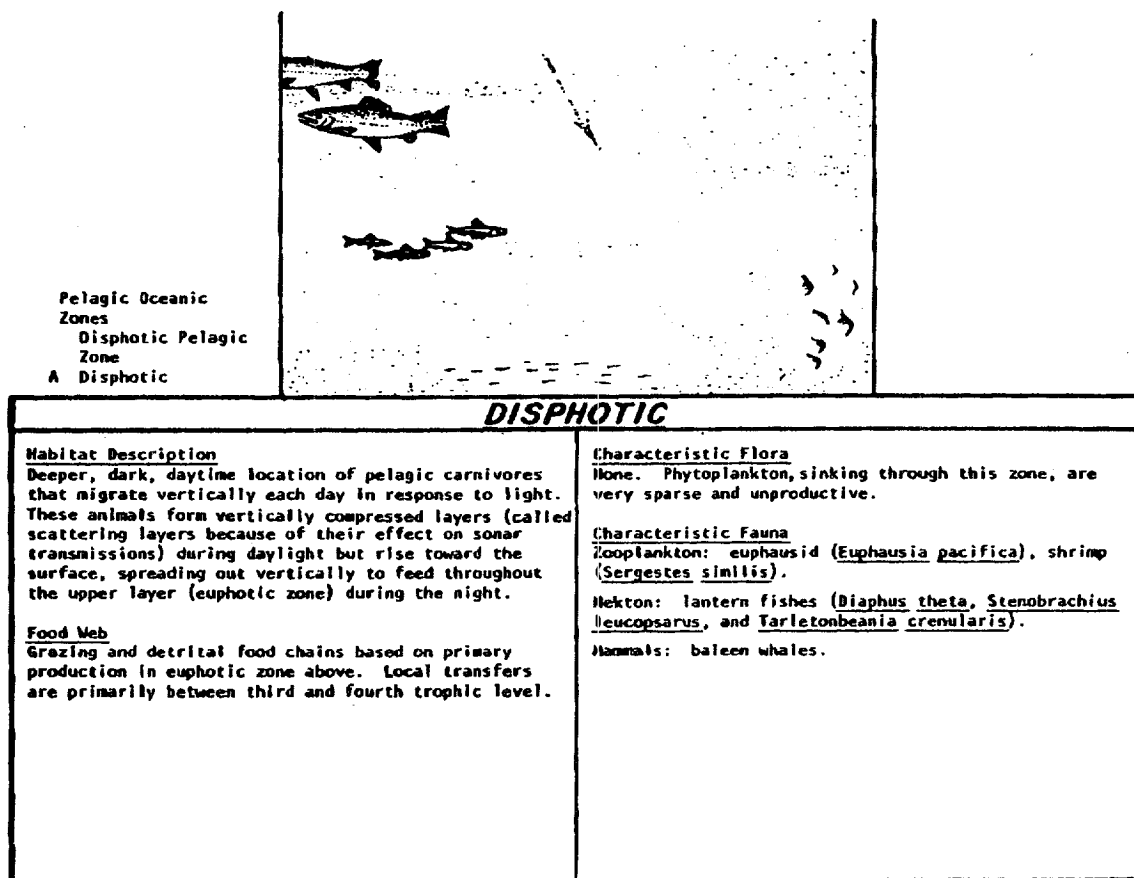 Pelagic Oceanic
Zones
Disphotic Pelagic
Zone
A Disphotic
DISPHOTIC
Habitat Description
Deeper, dark, daytime location of pelagic carnivores
that migrate vertically each day in response to light.
These animals form vertically compressed layers (called
scattering layers because of their effect on sonar
transmissions) during daylight but rise toward the
surface, spreading out vertically to feed throughout
the upper layer (euphotic zone) during the night.
Food Web
Grazing and detrital food chains based on primary
production in euphotic zone above. Local transfers
are primarily between third and fourth trophic level.
Characteristic Flora
None. Phytoplankton, sinking through this zone, are
very sparse and unproductive.
Characteristic Fauna
Zooplankton: euphausid (Euphausia pacifica), shrimp
(Sergestes similis).
Nekton: lantern fishes (Diaphus theta, Stenobrachius
leucopsarus, and Tarletonbeania crenularis).
Mammals: baleen whales.